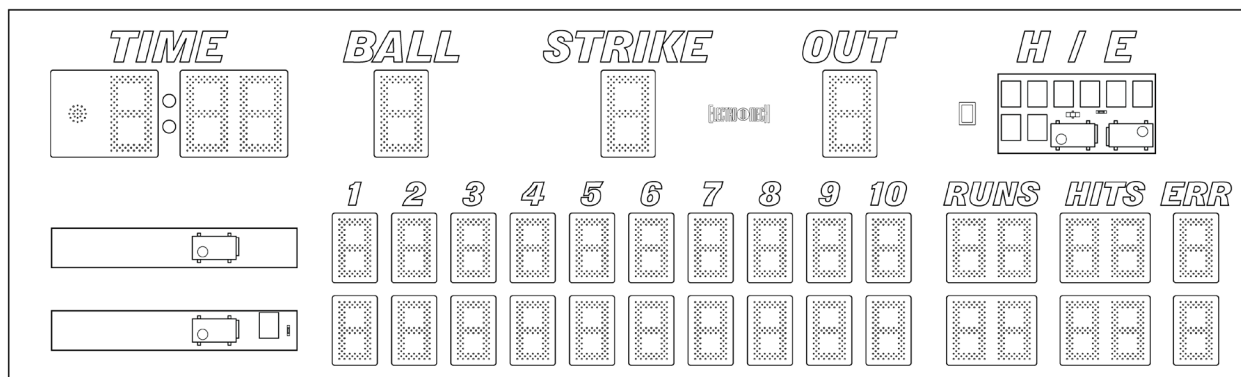 TIME BALL STRIKE OUT H / E
1 2 3 4 5 6 7 8 9 10 RUNS HITS ERR